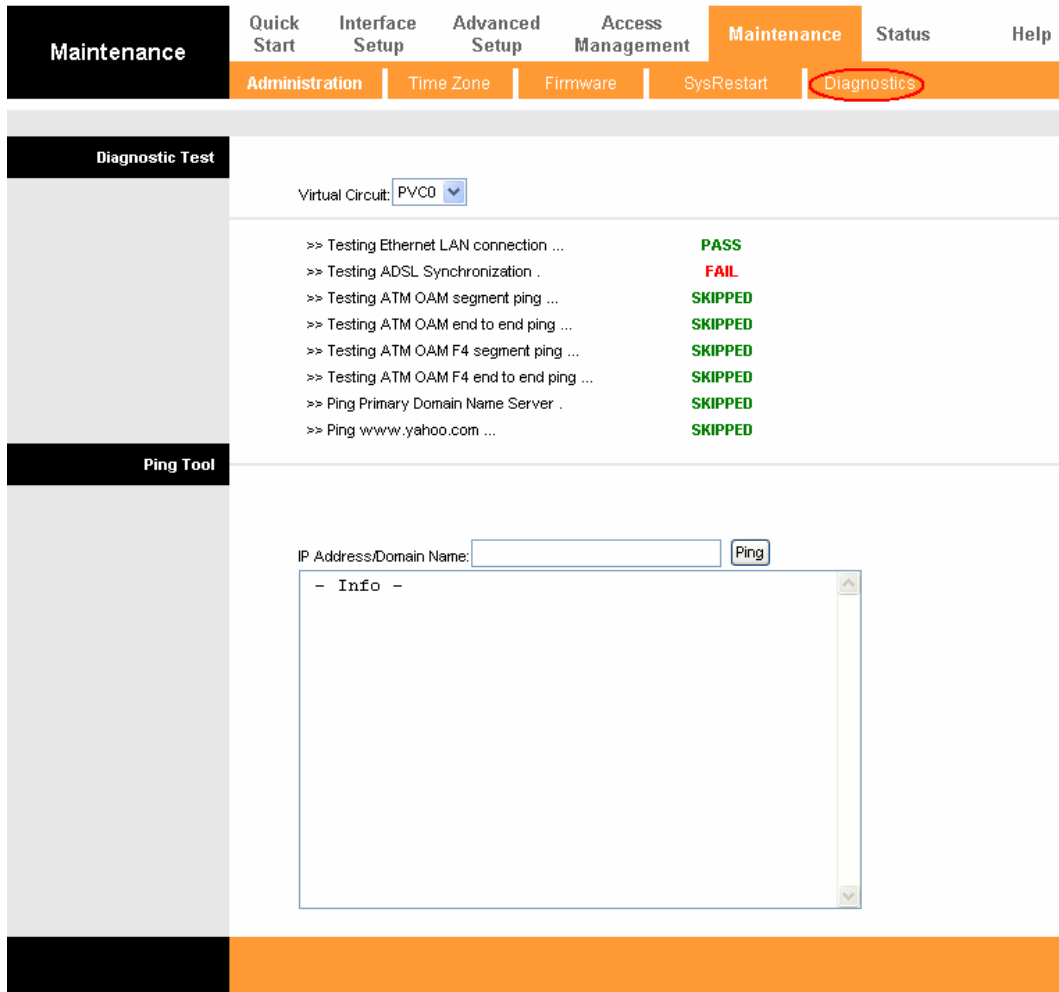 Maintenance
Quick Start
Interface Setup
Advanced Setup
Access Management
Maintenance
Status
Help
Administration
Time Zone
Firmware
SysRestart
Diagnostics
Diagnostic Test
Virtual Circuit: PVC0
>> Testing Ethernet LAN connection ... PASS
>> Testing ADSL Synchronization . FAIL
>> Testing ATM OAM segment ping ... SKIPPED
>> Testing ATM OAM end to end ping ... SKIPPED
>> Testing ATM OAM F4 segment ping ... SKIPPED
>> Testing ATM OAM F4 end to end ping ... SKIPPED
>> Ping Primary Domain Name Server . SKIPPED
>> Ping www.yahoo.com ... SKIPPED
Ping Tool
IP Address/Domain Name: Ping
- Info -